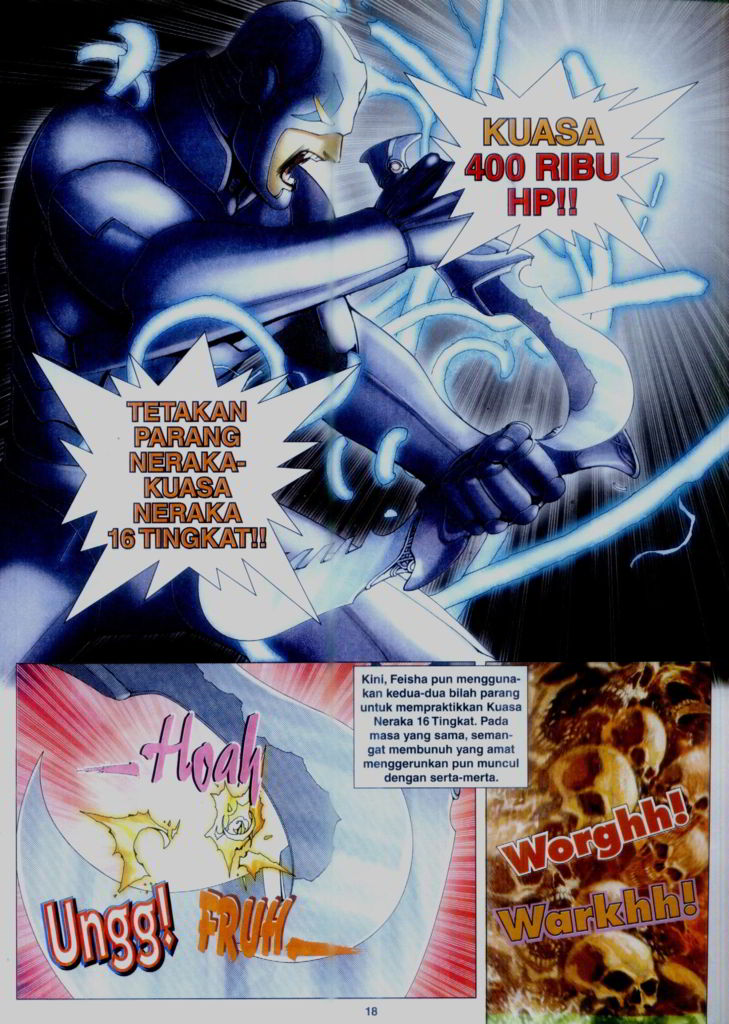 KUASA
400 RIBU
HP!!
TETAKAN
PARANG
NERAKA-
KUASA
NERAKA
16 TINGKAT!!
Kini, Feisha pun mengguna-
kan kedua-dua bilah parang
untuk mempraktikkan Kuasa
Neraka 16 Tingkat. Pada
masa yang sama, seman-
gat membunuh yang amat
menggerunkan pun muncul
dengan serta-merta.
Hoah
Ungg!
FRUH
Worghh!
Warkhh!
18